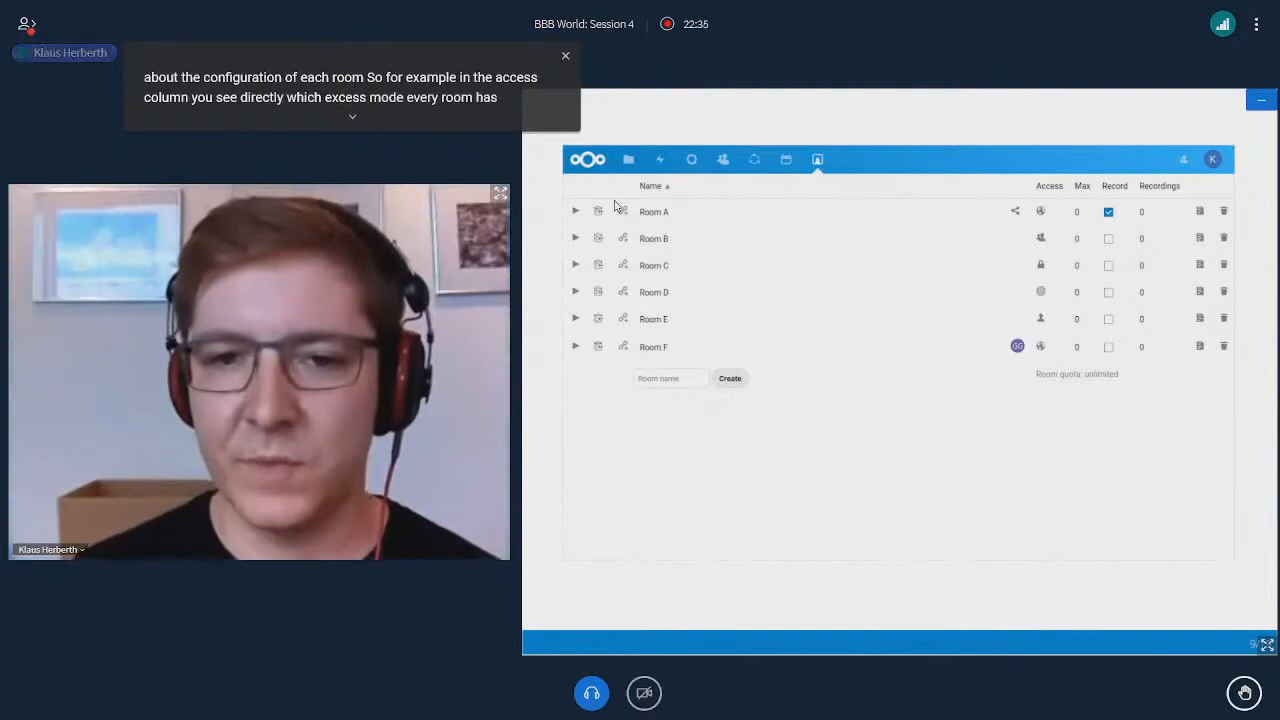 BBB World: Session 4
22:35
Klaus Herberth
about the configuration of each room So for example in the access
column you see directly which excess mode every room has
K
Name Access Max Record Recordings
Room A 0 0
Room B 0 0
Room C 0 0
Room D 0 0
Room E 0 0
Room F GG 0 0
Room name Create Room quota: unlimited
Klaus Herberth
9/